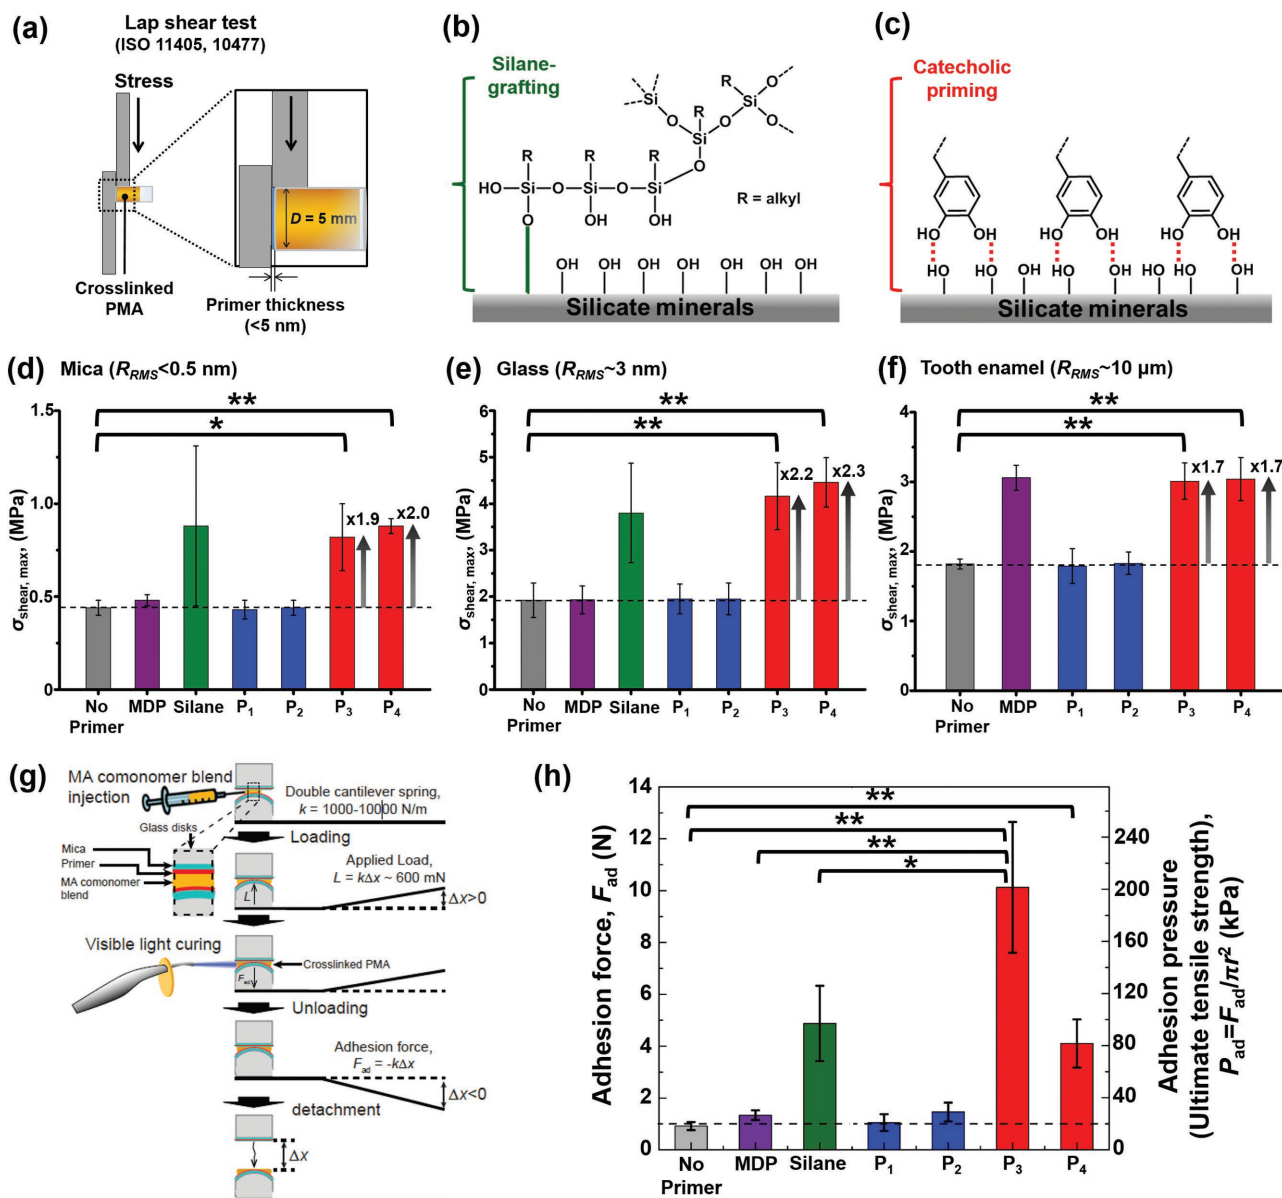 (a)
Lap shear test
(ISO 11405, 10477)
Stress
D = 5 mm
Crosslinked
PMA
Primer thickness
(<5 nm)
(b)
Silane-
grafting
Si
O
O
R
Si
O
R
Si
O
O
R
R
R
HO
Si
O
Si
O
Si
O
OH
OH
R = alkyl
OH
OH
OH
OH
OH
OH
OH
Silicate minerals
(c)
Catecholic
priming
HO
OH
HO
OH
HO
OH
HO
OH
OH
HO
OH
OH
HO
OH
Silicate minerals
(d) Mica (R_RMS<0.5 nm)
σshear, max, (MPa)
1.5
1.0
0.5
0.0
**
*
x1.9
x2.0
No
Primer
MDP
Silane
P1
P2
P3
P4
(e) Glass (R_RMS~3 nm)
σshear, max, (MPa)
6
5
4
3
2
1
0
**
**
x2.2
x2.3
No
Primer
MDP
Silane
P1
P2
P3
P4
(f) Tooth enamel (R_RMS~10 µm)
σshear, max, (MPa)
4
3
2
1
0
**
**
x1.7
x1.7
No
Primer
MDP
P1
P2
P3
P4
(g)
MA comonomer blend
injection
Double cantilever spring,
k = 1000-10000 N/m
Glass disks
Loading
Mica
Primer
MA comonomer
blend
Applied Load,
L = kΔx ~ 600 mN
L
Δx>0
Visible light curing
Crosslinked PMA
Fad
Unloading
Adhesion force,
Fad = -kΔx
Δx<0
detachment
Δx
(h)
Adhesion force, Fad (N)
14
12
10
8
6
4
2
0
**
**
**
*
240
200
160
120
80
40
0
Adhesion pressure
(Ultimate tensile strength),
Pad=Fad/πr² (kPa)
No
Primer
MDP
Silane
P1
P2
P3
P4